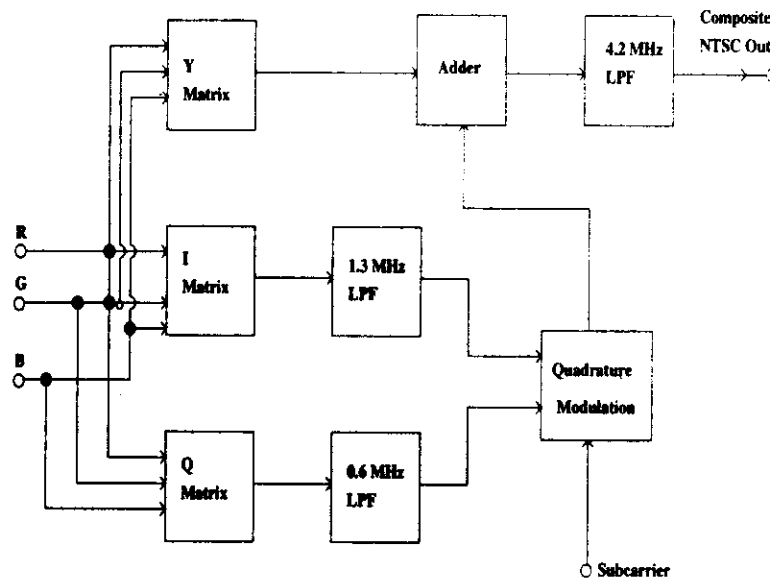 Composite
NTSC Out
Y
Matrix
Adder
4.2 MHz
LPF
R
G
B
I
Matrix
1.3 MHz
LPF
Quadrature
Modulation
Q
Matrix
0.6 MHz
LPF
Subcarrier